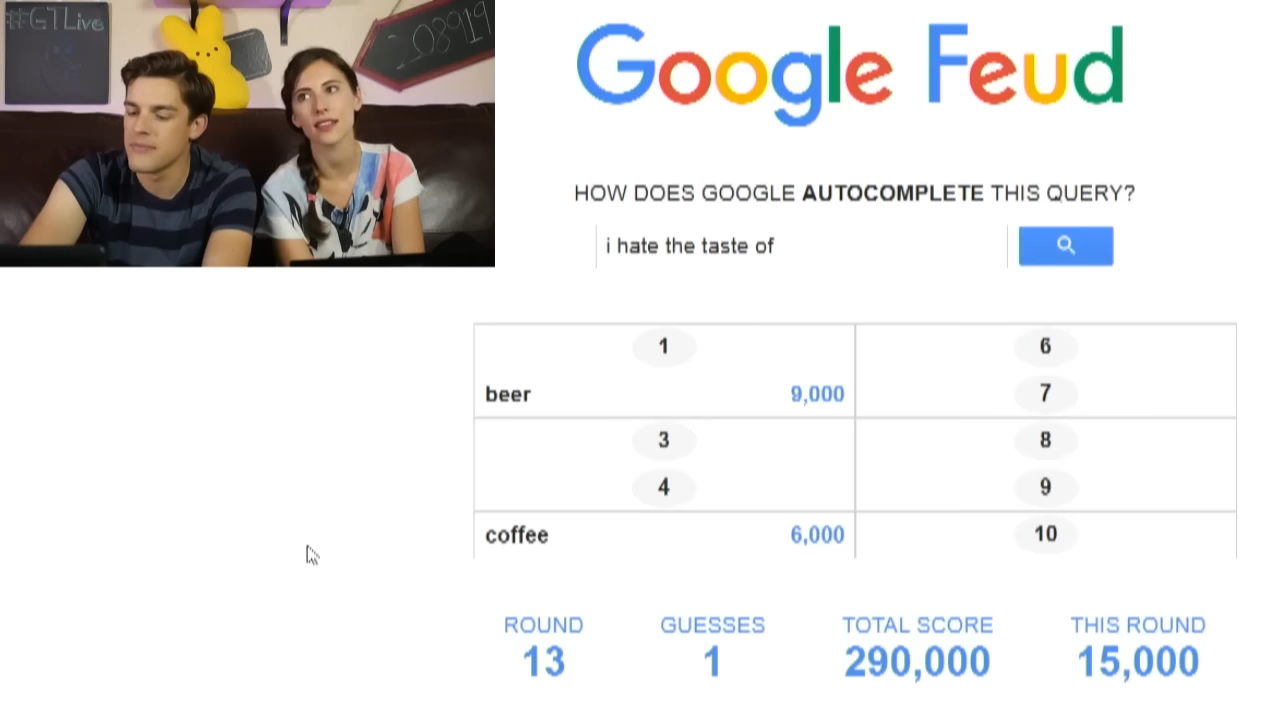 #GTLive
208919
Google Feud
HOW DOES GOOGLE AUTOCOMPLETE THIS QUERY?
i hate the taste of
1
6
beer 9,000
7
3
8
4
9
coffee 6,000
10
ROUND GUESSES TOTAL SCORE THIS ROUND
13 1 290,000 15,000